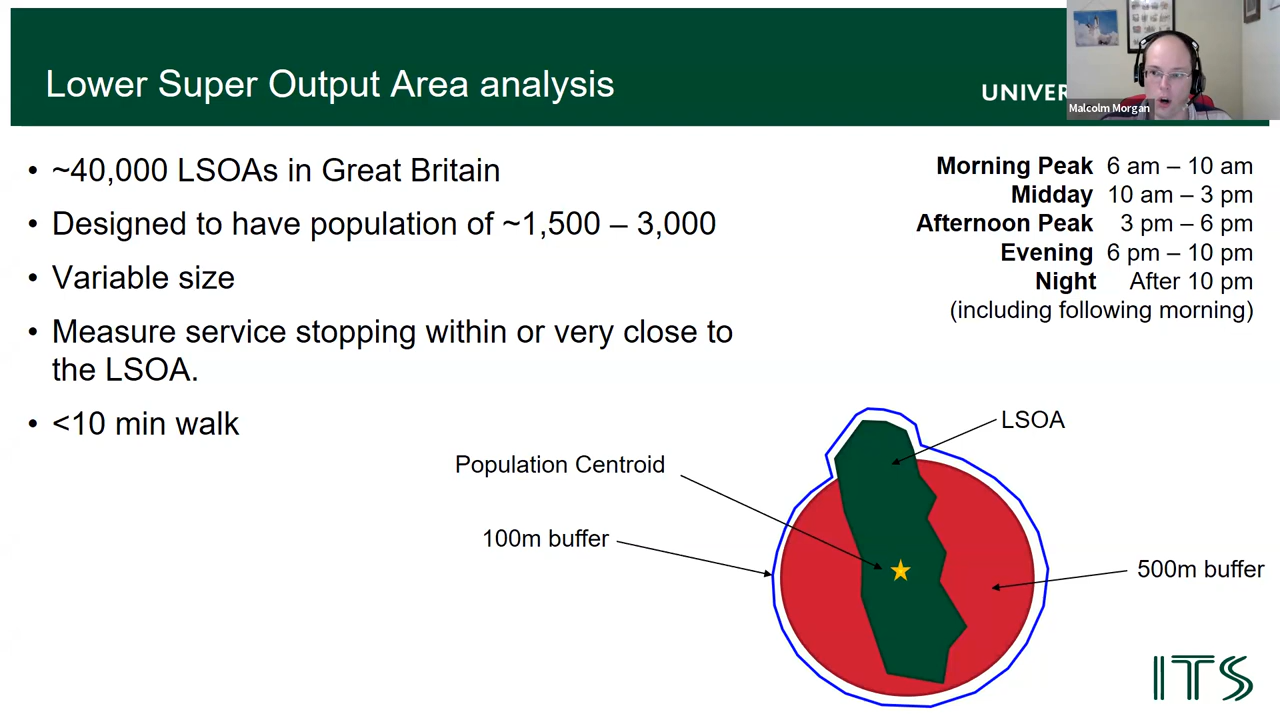 Lower Super Output Area analysis
UNIVER
Malcolm Morgan
• ~40,000 LSOAs in Great Britain
• Designed to have population of ~1,500 – 3,000
• Variable size
• Measure service stopping within or very close to
the LSOA.
• <10 min walk
Morning Peak 6 am – 10 am
Midday 10 am – 3 pm
Afternoon Peak 3 pm – 6 pm
Evening 6 pm – 10 pm
Night After 10 pm
(including following morning)
LSOA
Population Centroid
100m buffer
500m buffer
ITS